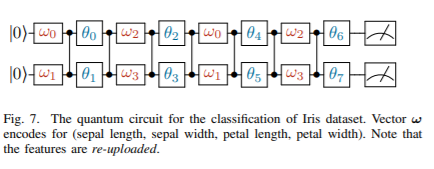 |0⟩ ω₀ θ₀ ω₂ θ₂ ω₀ θ₄ ω₂ θ₆
|0⟩ ω₁ θ₁ ω₃ θ₃ ω₁ θ₅ ω₃ θ₇
Fig. 7. The quantum circuit for the classification of Iris dataset. Vector ω
encodes for (sepal length, sepal width, petal length, petal width). Note that
the features are re-uploaded.